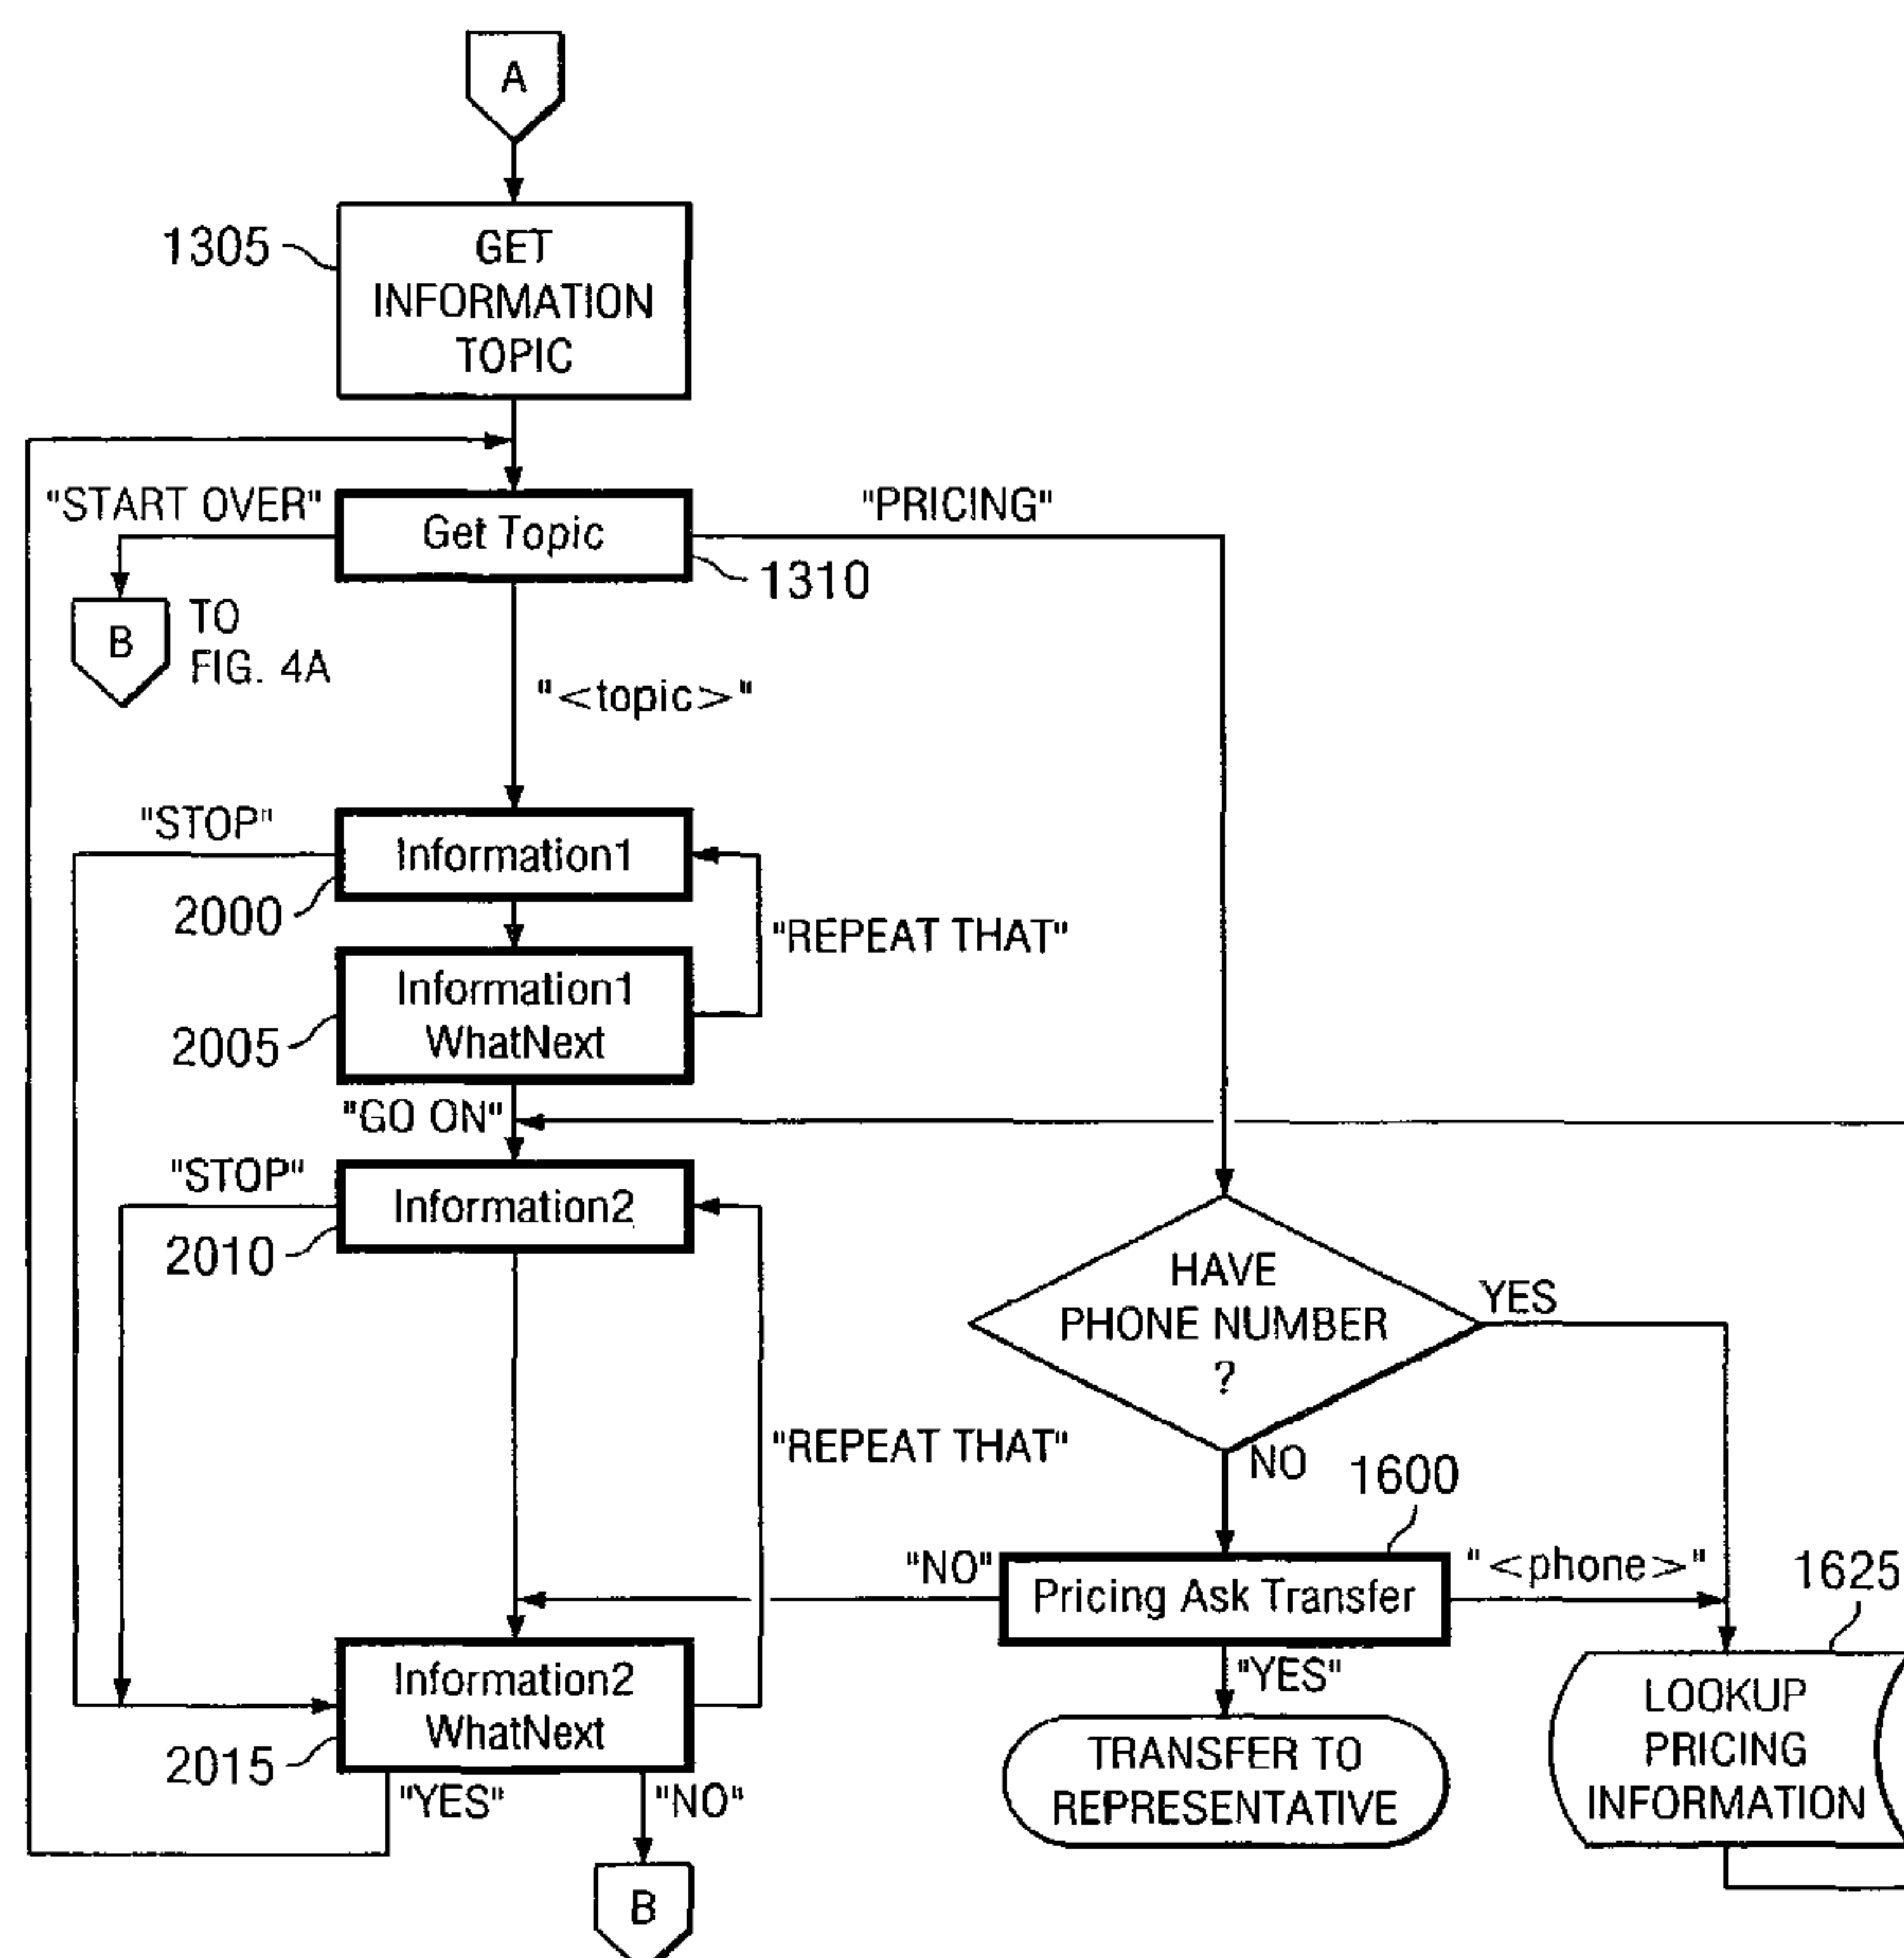 A
1305
GET
INFORMATION
TOPIC
"START OVER"
Get Topic
"PRICING"
1310
B
TO
FIG. 4A
"<topic>"
"STOP"
Information1
2000
"REPEAT THAT"
Information1
WhatNext
2005
"GO ON"
"STOP"
Information2
2010
HAVE
PHONE NUMBER
?
YES
"REPEAT THAT"
NO
1600
"NO"
Pricing Ask Transfer
"<phone>"
1625
"YES"
Information2
WhatNext
2015
TRANSFER TO
REPRESENTATIVE
LOOKUP
PRICING
INFORMATION
"YES"
"NO"
B